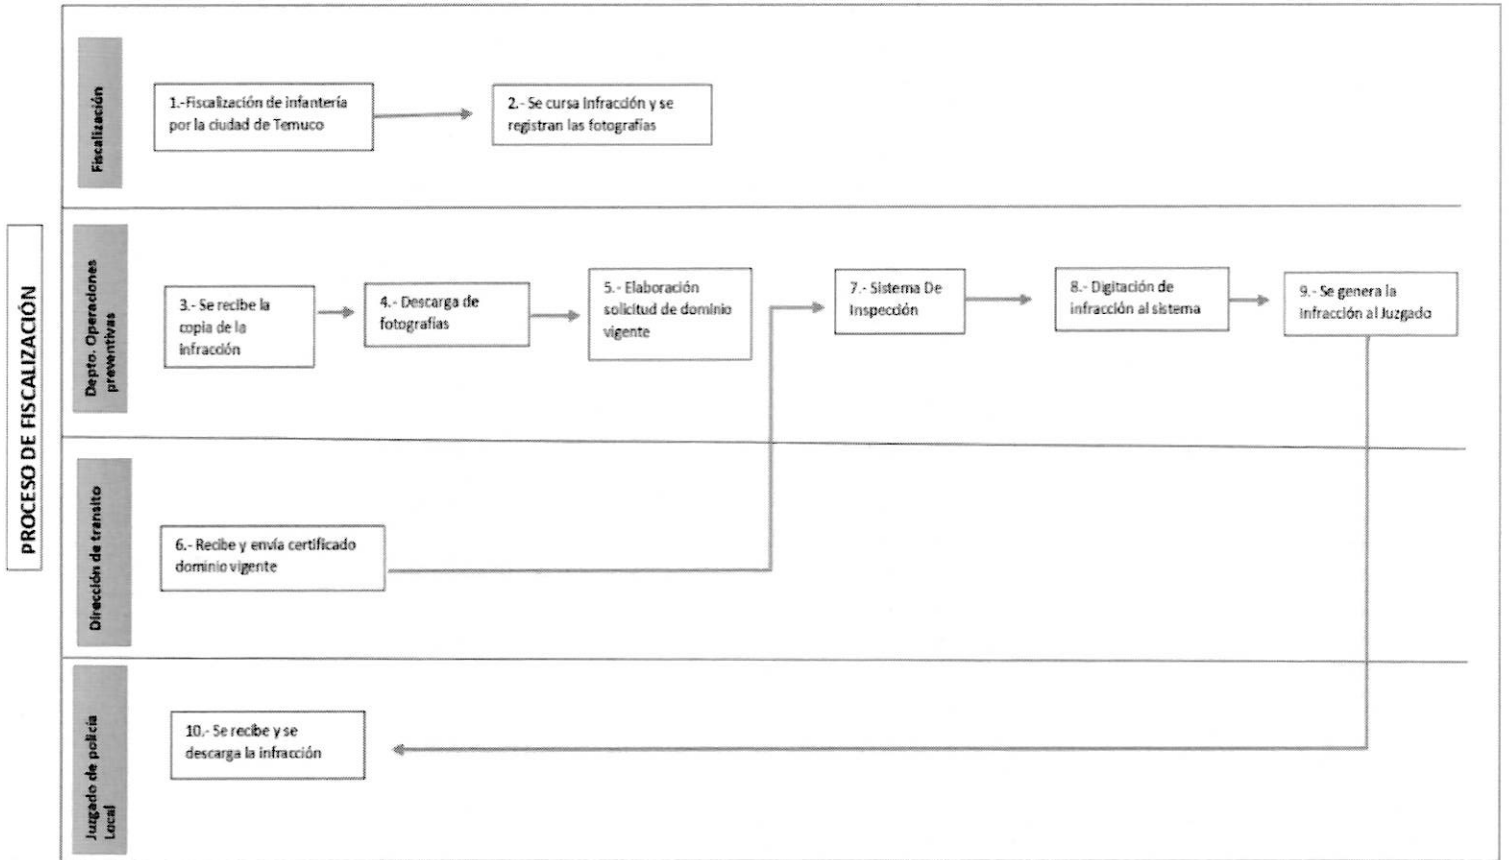 PROCESO DE FISCALIZACIÓN
Fiscalización
1.-Fiscalización de infantería
por la ciudad de Temuco
2.- Se cursa Infracción y se
registran las fotografías
Depto. Operaciones
preventivas
3.- Se recibe la
copia de la
infracción
4.- Descarga de
fotografías
5.- Elaboración
solicitud de dominio
vigente
7.- Sistema De
Inspección
8.- Digitación de
infracción al sistema
9.- Se genera la
infracción al Juzgado
Dirección de transito
6.- Recibe y envía certificado
dominio vigente
Juzgado de policía
Local
10.- Se recibe y se
descarga la infracción